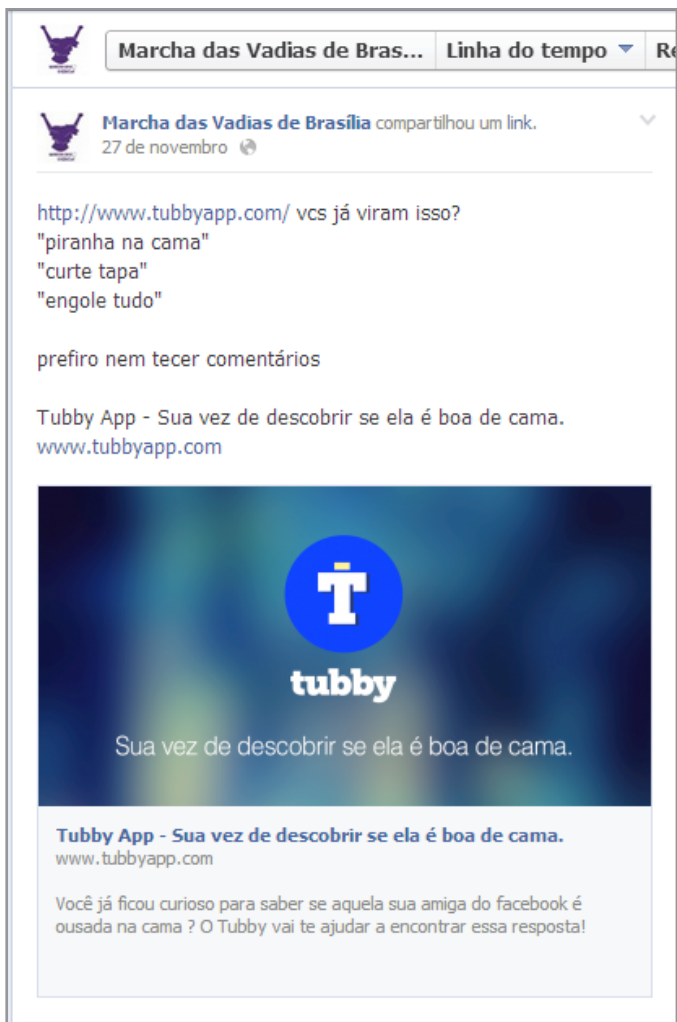 Marcha das Vadias de Bras... Linha do tempo Re
Marcha das Vadias de Brasília compartilhou um link.
27 de novembro
http://www.tubbyapp.com/ vcs já viram isso?
"piranha na cama"
"curte tapa"
"engole tudo"
prefiro nem tecer comentários
Tubby App - Sua vez de descobrir se ela é boa de cama.
www.tubbyapp.com
T
tubby
Sua vez de descobrir se ela é boa de cama.
Tubby App - Sua vez de descobrir se ela é boa de cama.
www.tubbyapp.com
Você já ficou curioso para saber se aquela sua amiga do facebook é
ousada na cama ? O Tubby vai te ajudar a encontrar essa resposta!